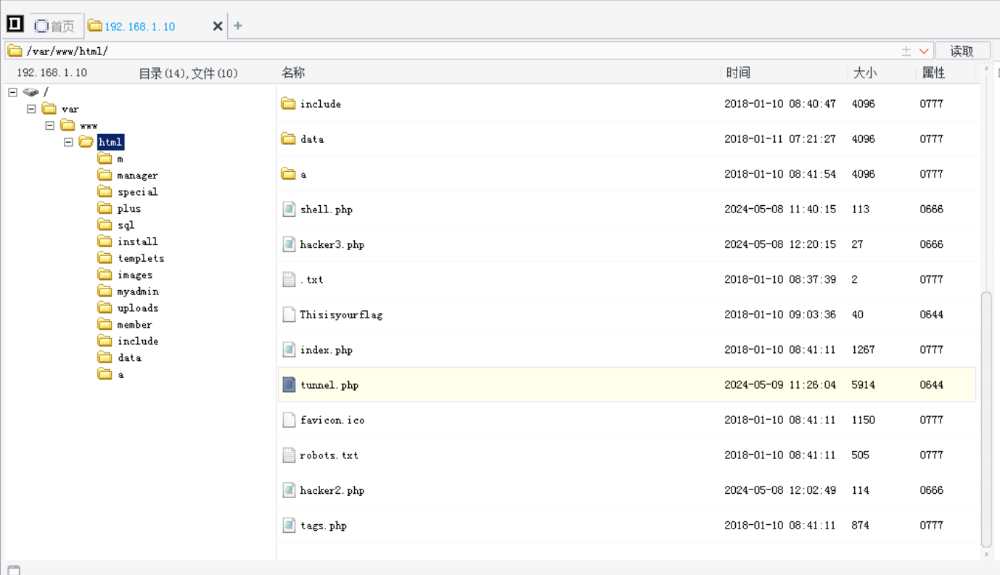 首页 192.168.1.10
/var/www/html/ 读取
192.168.1.10 目录(14),文件(10) 名称 时间 大小 属性
/
var
www
html
m
manager
special
plus
sql
install
templets
images
myadmin
uploads
member
include
data
a
include 2018-01-10 08:40:47 4096 0777
data 2018-01-11 07:21:27 4096 0777
a 2018-01-10 08:41:54 4096 0777
shell.php 2024-05-08 11:40:15 113 0666
hacker3.php 2024-05-08 12:20:15 27 0666
.txt 2018-01-10 08:37:39 2 0777
Thisisyourflag 2018-01-10 09:03:36 40 0644
index.php 2018-01-10 08:41:11 1267 0777
tunnel.php 2024-05-09 11:26:04 5914 0644
favicon.ico 2018-01-10 08:41:11 1150 0777
robots.txt 2018-01-10 08:41:11 505 0777
hacker2.php 2024-05-08 12:02:49 114 0666
tags.php 2018-01-10 08:41:11 874 0777